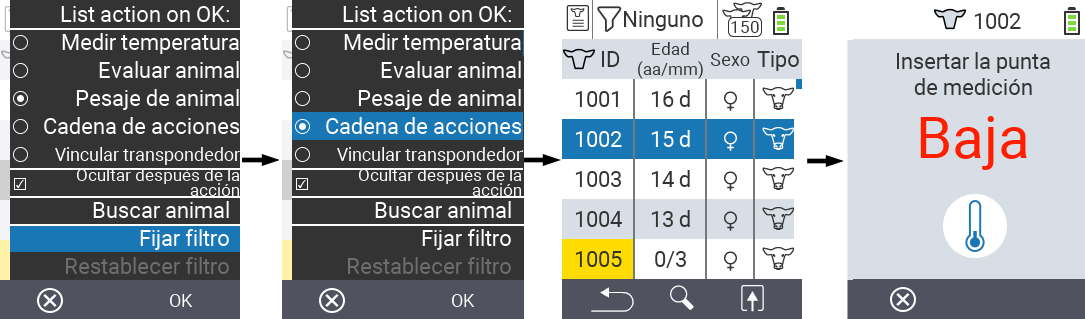 List action on OK:
Medir temperatura
Evaluar animal
Pesaje de animal
Cadena de acciones
Vincular transpondedor
Ocultar después de la
acción
Buscar animal
Fijar filtro
Restablecer filtro
OK
List action on OK:
Medir temperatura
Evaluar animal
Pesaje de animal
Cadena de acciones
Vincular transpondedor
Ocultar después de la
acción
Buscar animal
Fijar filtro
Restablecer filtro
OK
Ninguno 150
ID Edad (aa/mm) Sexo Tipo
1001 16 d ♀
1002 15 d ♀
1003 14 d ♀
1004 13 d ♀
1005 0/3 ♀
1002
Insertar la punta
de medición
Baja